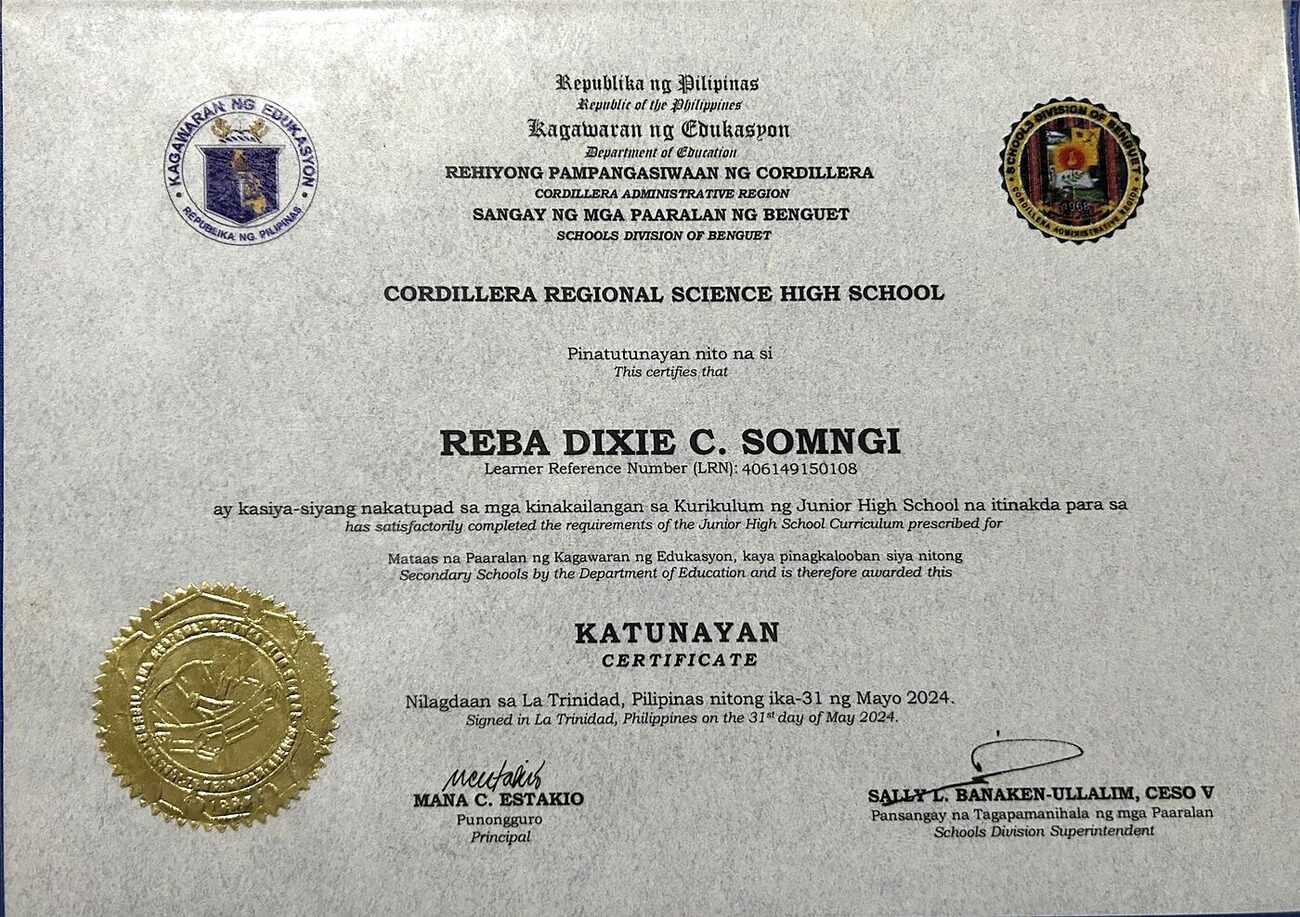 Republika ng Pilipinas
Republic of the Philippines
Kagawaran ng Edukasyon
Department of Education
REHIYONG PAMPANGASIWAAN NG CORDILLERA
CORDILLERA ADMINISTRATIVE REGION
SANGAY NG MGA PAARALAN NG BENGUET
SCHOOLS DIVISION OF BENGUET
KAGAWARAN NG EDUKASYON
REPUBLIKA NG PILIPINAS
SCHOOLS DIVISION OF BENGUET
CORDILLERA ADMINISTRATIVE REGION
CORDILLERA REGIONAL SCIENCE HIGH SCHOOL
Pinatutunayan nito na si
This certifies that
REBA DIXIE C. SOMNGI
Learner Reference Number (LRN): 406149150108
ay kasiya-siyang nakatupad sa mga kinakailangan sa Kurikulum ng Junior High School na itinakda para sa
has satisfactorily completed the requirements of the Junior High School Curriculum prescribed for
Mataas na Paaralan ng Kagawaran ng Edukasyon, kaya pinagkalooban siya nitong
Secondary Schools by the Department of Education and is therefore awarded this
KATUNAYAN
CERTIFICATE
Nilagdaan sa La Trinidad, Pilipinas nitong ika-31 ng Mayo 2024.
Signed in La Trinidad, Philippines on the 31st day of May 2024.
MANA C. ESTAKIO
Punongguro
Principal
SALLY L. BANAKEN-ULLALIM, CESO V
Pansangay na Tagapamanihala ng mga Paaralan
Schools Division Superintendent